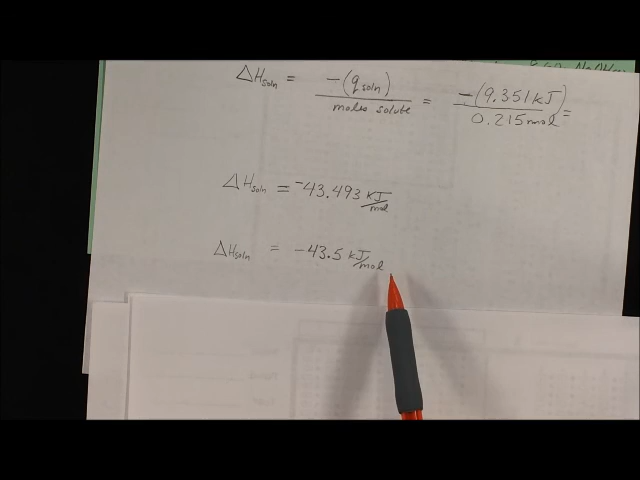 ΔHsoln = -(qsoln) / moles solute = -(9.351 kJ) / 0.215 mol =
ΔHsoln = -43.493 kJ/mol
ΔHsoln = -43.5 kJ/mol